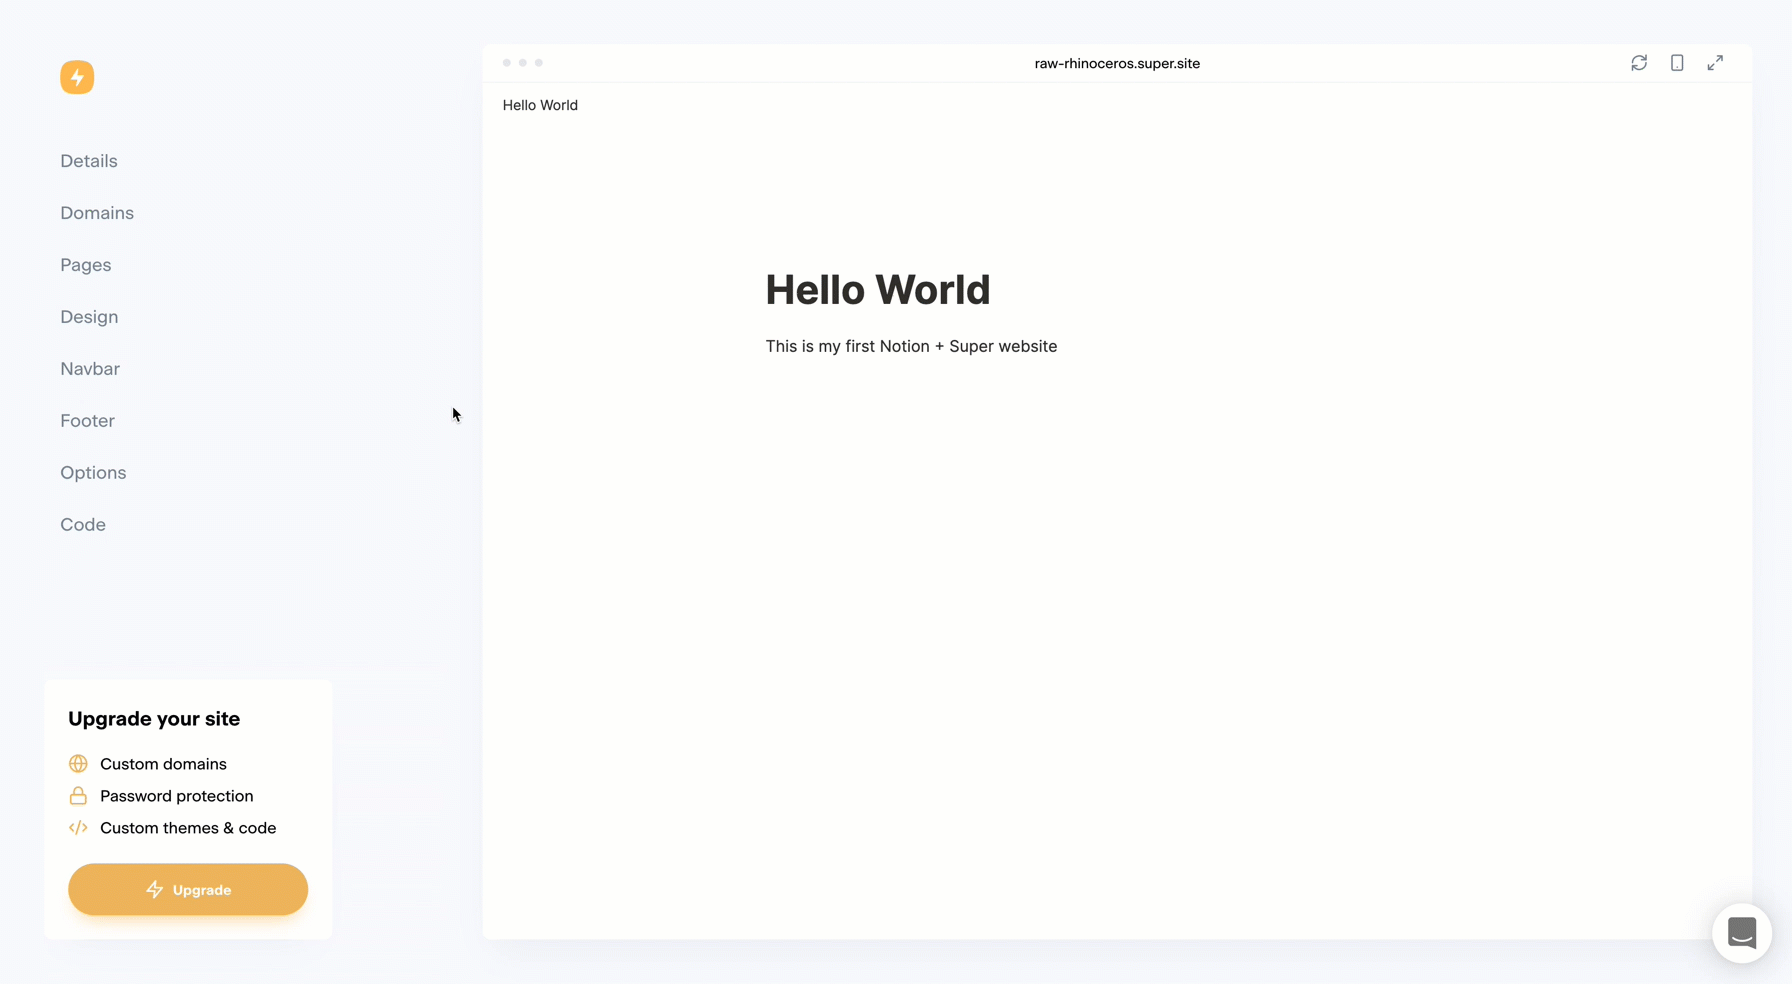 raw-rhinoceros.super.site
Hello World
Details
Domains
Pages
Design
Navbar
Footer
Options
Code
Hello World
This is my first Notion + Super website
Upgrade your site
Custom domains
Password protection
Custom themes & code
Upgrade